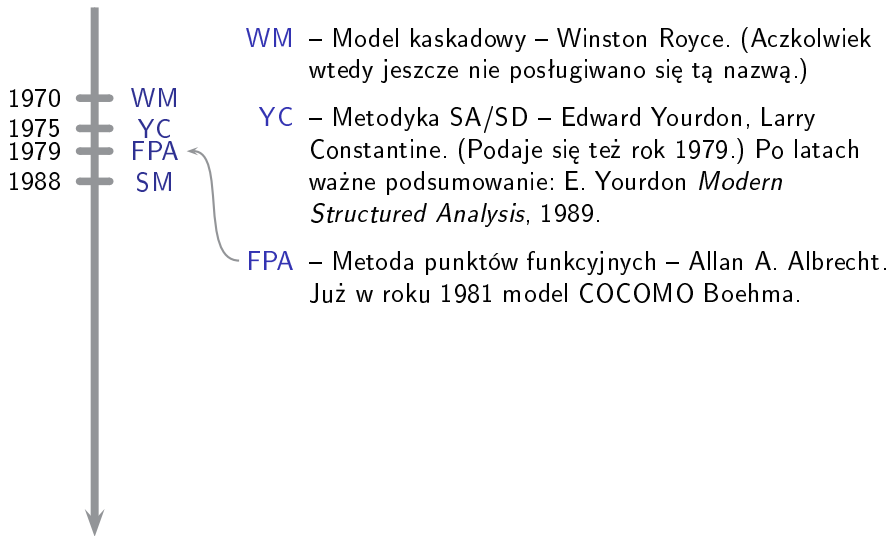 1970 WM
1975 YC
1979 FPA
1988 SM
WM – Model kaskadowy – Winston Royce. (Aczkolwiek
wtedy jeszcze nie posługiwano się tą nazwą.)
YC – Metodyka SA/SD – Edward Yourdon, Larry
Constantine. (Podaje się też rok 1979.) Po latach
ważne podsumowanie: E. Yourdon Modern
Structured Analysis, 1989.
FPA – Metoda punktów funkcyjnych – Allan A. Albrecht.
Już w roku 1981 model COCOMO Boehma.